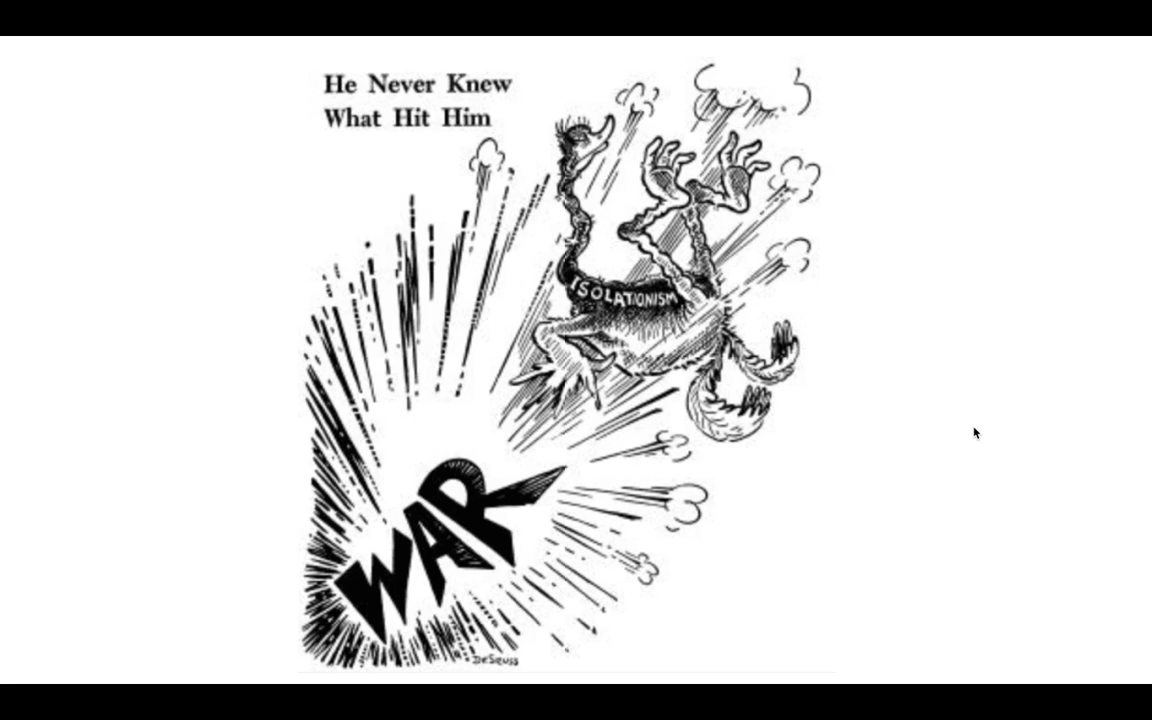 He Never Knew
What Hit Him
ISOLATIONISM
WAR
Dr. Seuss